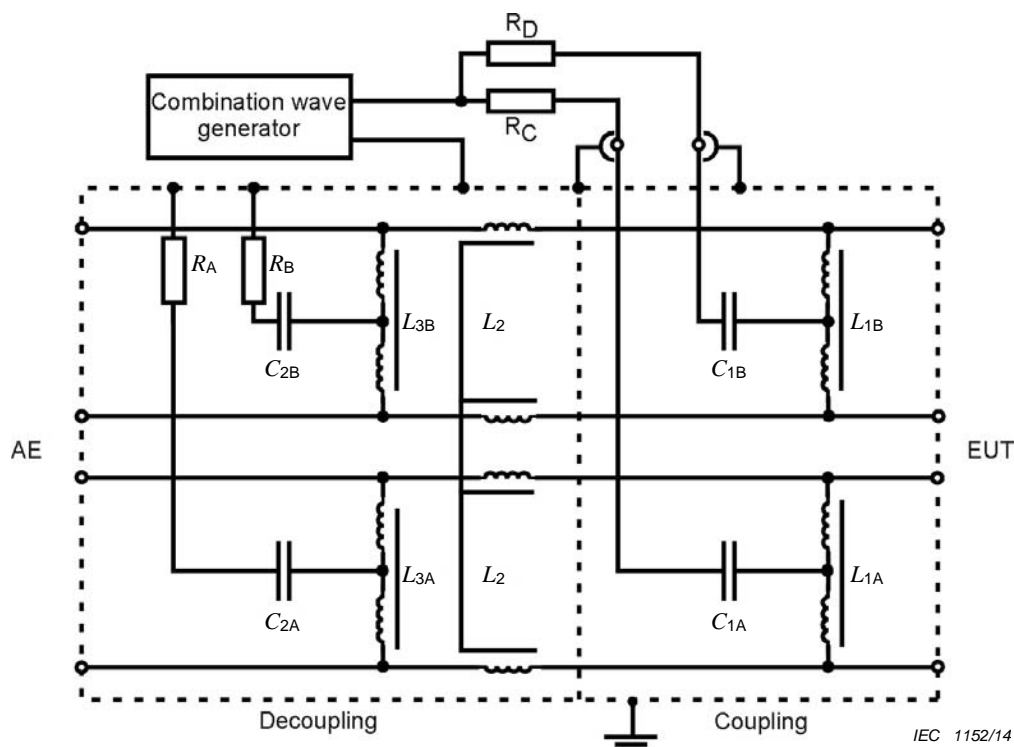 R_D
Combination wave
generator
R_C
R_A
R_B
L_3B
L_2
L_1B
C_2B
C_1B
AE
EUT
L_3A
L_2
L_1A
C_2A
C_1A
Decoupling
Coupling
IEC 1152/14